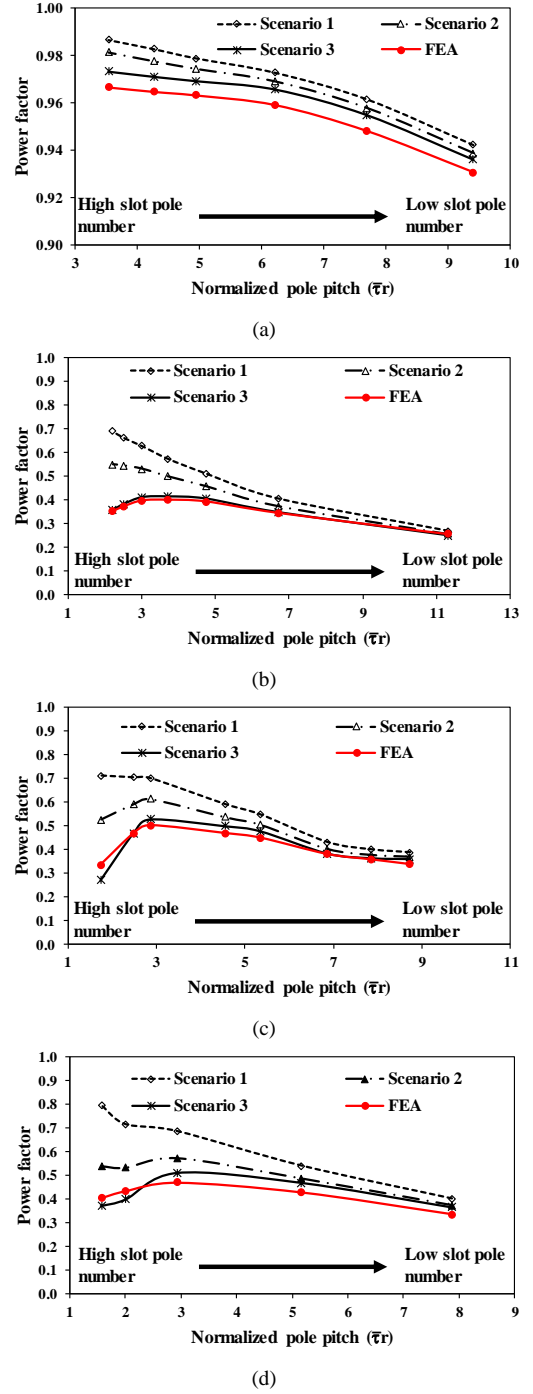 1.00
0.98
0.96
0.94
0.92
0.90
Power factor
Scenario 1
Scenario 2
Scenario 3
FEA
High slot pole number
Low slot pole number
3 4 5 6 7 8 9 10
Normalized pole pitch (τ̅r)
(a)
1.0
0.9
0.8
0.7
0.6
0.5
0.4
0.3
0.2
0.1
0.0
Power factor
Scenario 1
Scenario 2
Scenario 3
FEA
High slot pole number
Low slot pole number
1 3 5 7 9 11 13
Normalized pole pitch (τ̅r)
(b)
1.0
0.9
0.8
0.7
0.6
0.5
0.4
0.3
0.2
0.1
0.0
Power factor
Scenario 1
Scenario 2
Scenario 3
FEA
High slot pole number
Low slot pole number
1 3 5 7 9 11
Normalized pole pitch (τ̅r)
(c)
1.0
0.9
0.8
0.7
0.6
0.5
0.4
0.3
0.2
0.1
0.0
Power factor
Scenario 1
Scenario 2
Scenario 3
FEA
High slot pole number
Low slot pole number
1 2 3 4 5 6 7 8 9
Normalized pole pitch (τ̅r)
(d)